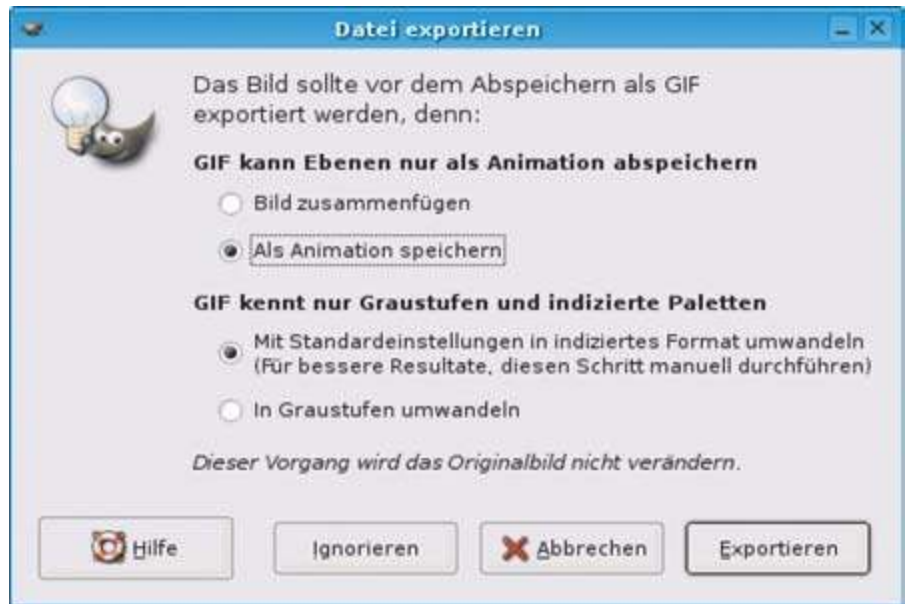 Datei exportieren
Das Bild sollte vor dem Abspeichern als GIF
exportiert werden, denn:
GIF kann Ebenen nur als Animation abspeichern
Bild zusammenfügen
Als Animation speichern
GIF kennt nur Graustufen und indizierte Paletten
Mit Standardeinstellungen in indiziertes Format umwandeln
(Für bessere Resultate, diesen Schritt manuell durchführen)
In Graustufen umwandeln
Dieser Vorgang wird das Originalbild nicht verändern.
Hilfe
Ignorieren
Abbrechen
Exportieren